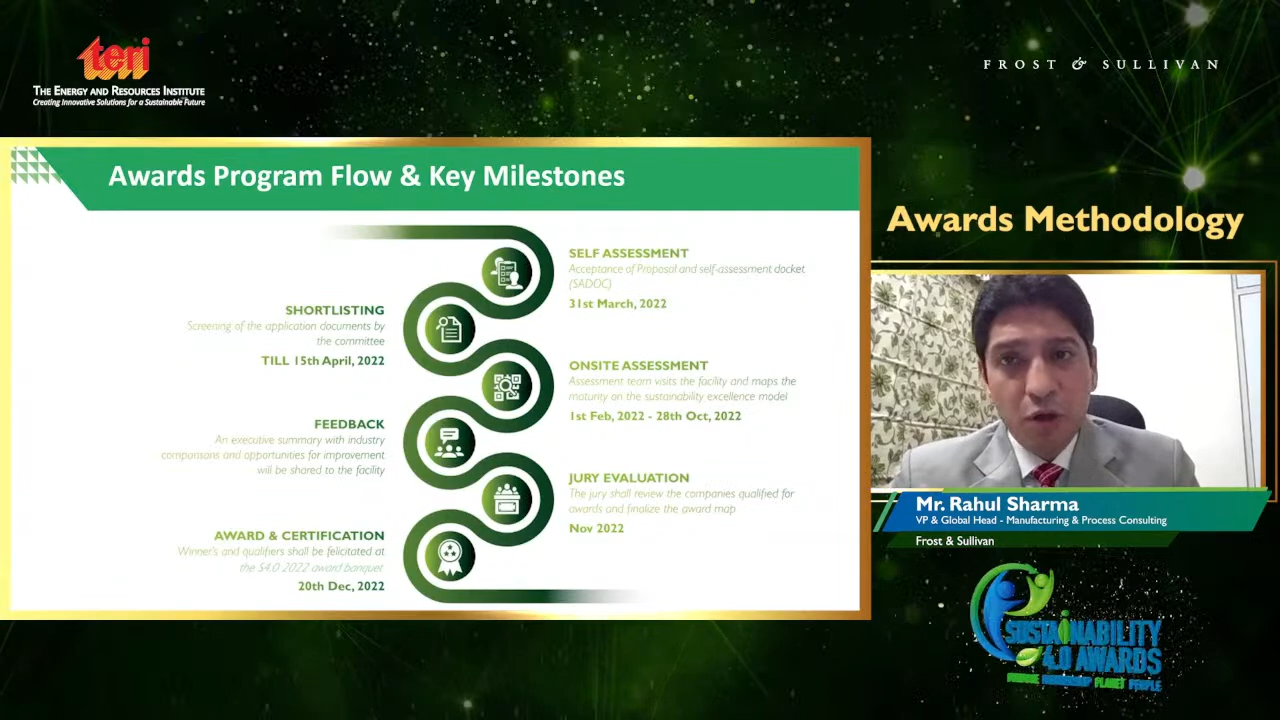 teri
THE ENERGY AND RESOURCES INSTITUTE
Creating Innovative Solutions for a Sustainable Future
FROST & SULLIVAN
Awards Program Flow & Key Milestones
SELF ASSESSMENT
Acceptance of Proposal and self-assessment docket
(SADOC)
31st March, 2022
SHORTLISTING
Screening of the application documents by
the committee
TILL 15th April, 2022
ONSITE ASSESSMENT
Assessment team visits the facility and maps the
maturity on the sustainability excellence model
1st Feb, 2022 - 28th Oct, 2022
FEEDBACK
An executive summary with industry
comparisons and opportunities for improvement
will be shared to the facility
JURY EVALUATION
The jury shall review the companies qualified for
awards and finalize the award map
Nov 2022
AWARD & CERTIFICATION
Winner's and qualifiers shall be felicitated at
the S4.0 2022 award banquet
20th Dec, 2022
Awards Methodology
Mr. Rahul Sharma
VP & Global Head - Manufacturing & Process Consulting
Frost & Sullivan
SUSTAINABILITY
4.0 AWARDS
PLANET PEOPLE